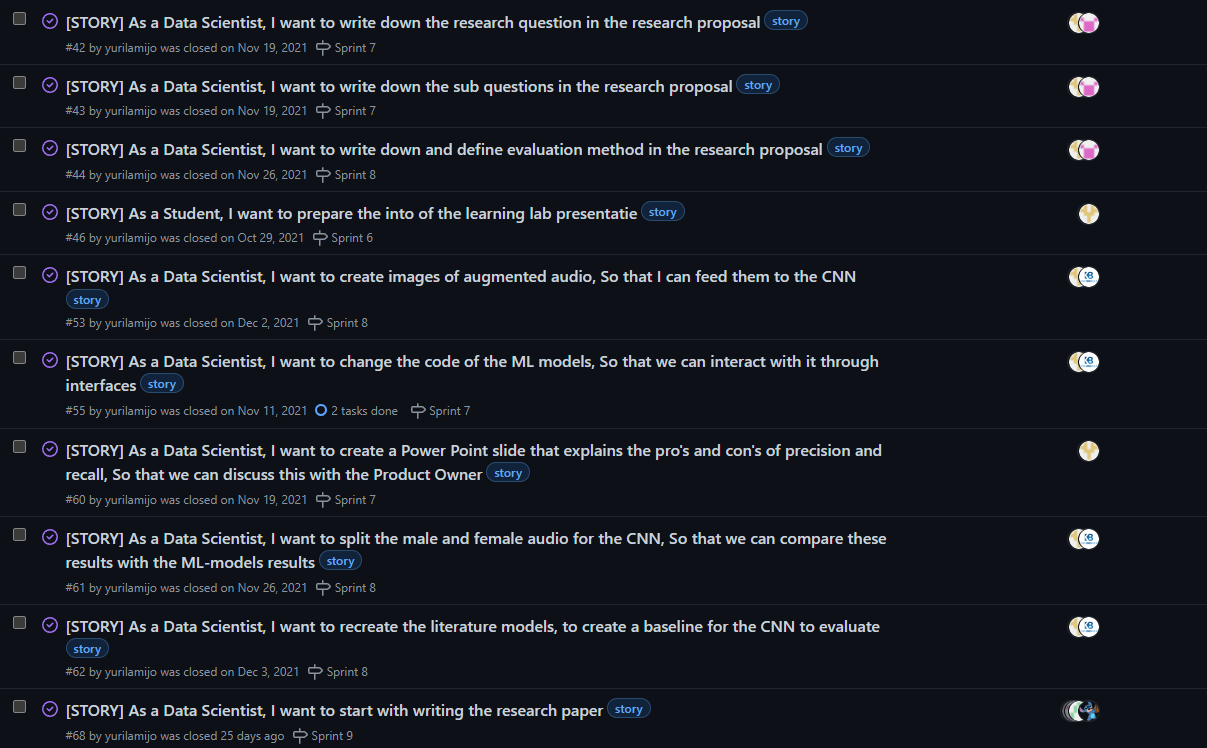 [STORY] As a Data Scientist, I want to write down the research question in the research proposal story
#42 by yurilamijo was closed on Nov 19, 2021 Sprint 7
[STORY] As a Data Scientist, I want to write down the sub questions in the research proposal story
#43 by yurilamijo was closed on Nov 19, 2021 Sprint 7
[STORY] As a Data Scientist, I want to write down and define evaluation method in the research proposal story
#44 by yurilamijo was closed on Nov 26, 2021 Sprint 8
[STORY] As a Student, I want to prepare the into of the learning lab presentatie story
#46 by yurilamijo was closed on Oct 29, 2021 Sprint 6
[STORY] As a Data Scientist, I want to create images of augmented audio, So that I can feed them to the CNN
story
#53 by yurilamijo was closed on Dec 2, 2021 Sprint 8
[STORY] As a Data Scientist, I want to change the code of the ML models, So that we can interact with it through
interfaces story
#55 by yurilamijo was closed on Nov 11, 2021 2 tasks done Sprint 7
[STORY] As a Data Scientist, I want to create a Power Point slide that explains the pro's and con's of precision and
recall, So that we can discuss this with the Product Owner story
#60 by yurilamijo was closed on Nov 19, 2021 Sprint 7
[STORY] As a Data Scientist, I want to split the male and female audio for the CNN, So that we can compare these
results with the ML-models results story
#61 by yurilamijo was closed on Nov 26, 2021 Sprint 8
[STORY] As a Data Scientist, I want to recreate the literature models, to create a baseline for the CNN to evaluate
story
#62 by yurilamijo was closed on Dec 3, 2021 Sprint 8
[STORY] As a Data Scientist, I want to start with writing the research paper story
#68 by yurilamijo was closed 25 days ago Sprint 9